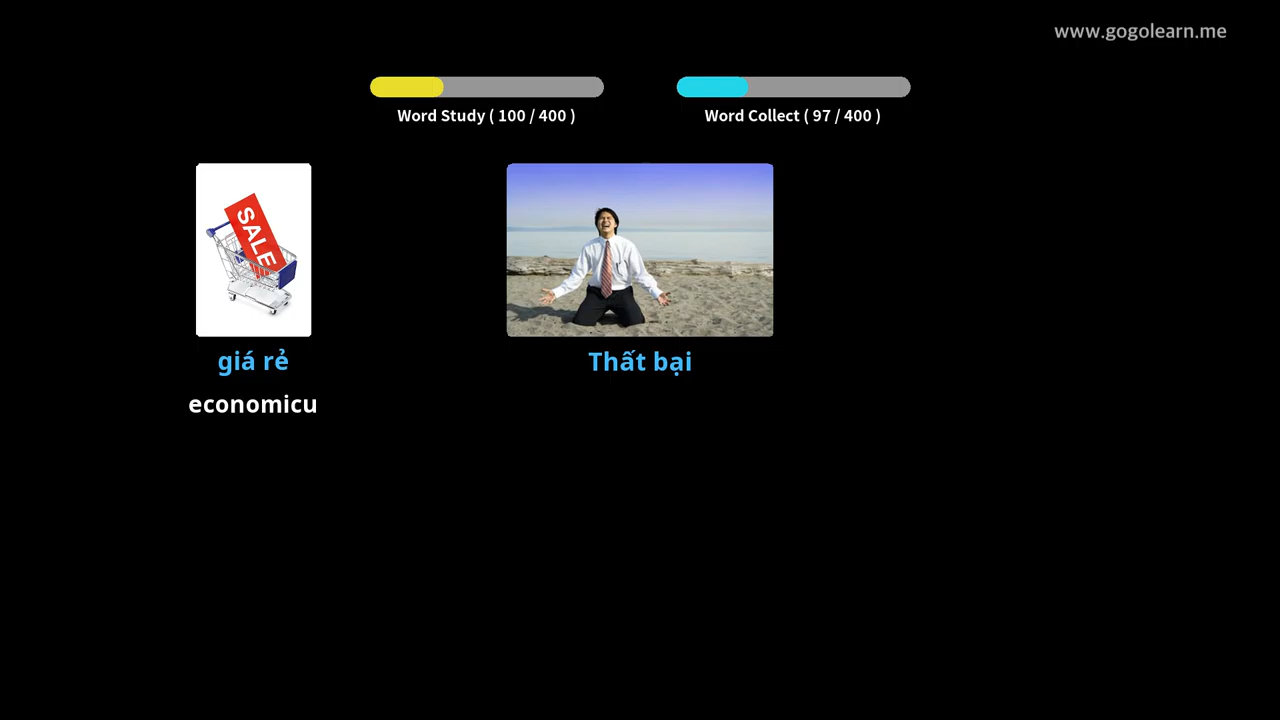 www.gogolearn.me
Word Study ( 100 / 400 )
Word Collect ( 97 / 400 )
SALE
giá rẻ
Thất bại
economicu